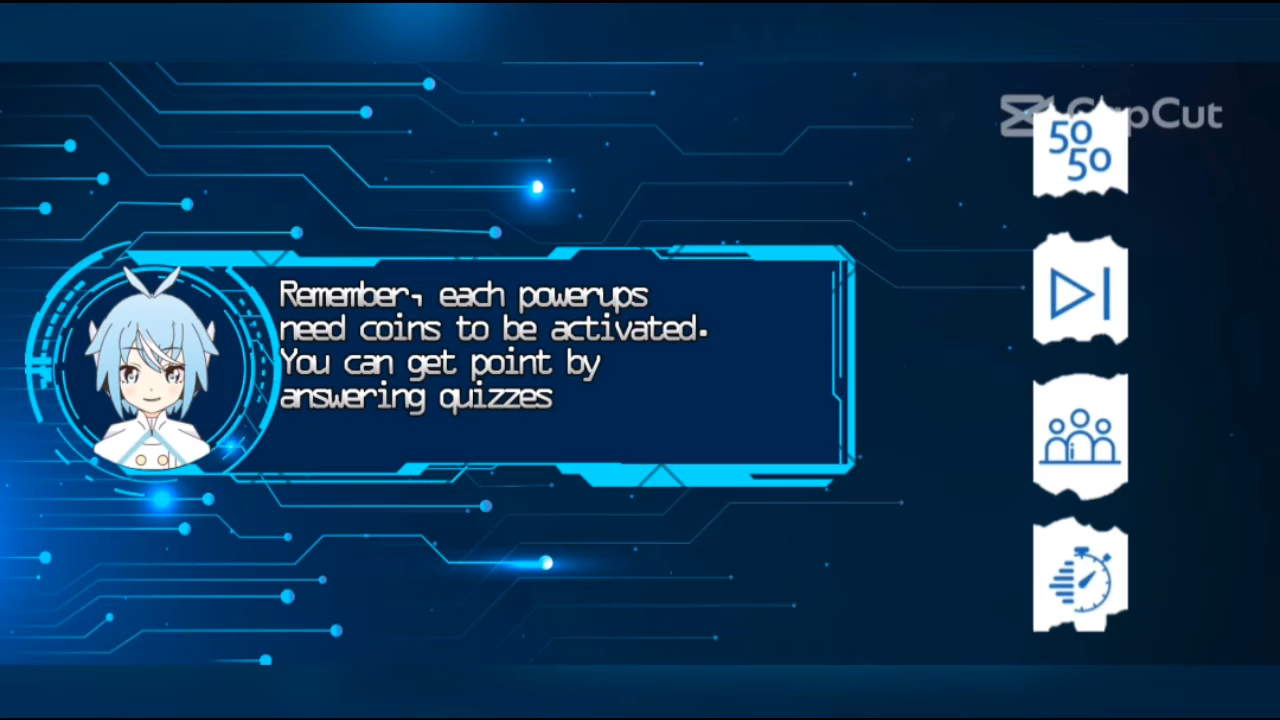 CapCut
50
50
Remember, each powerups
need coins to be activated.
You can get point by
answering quizzes